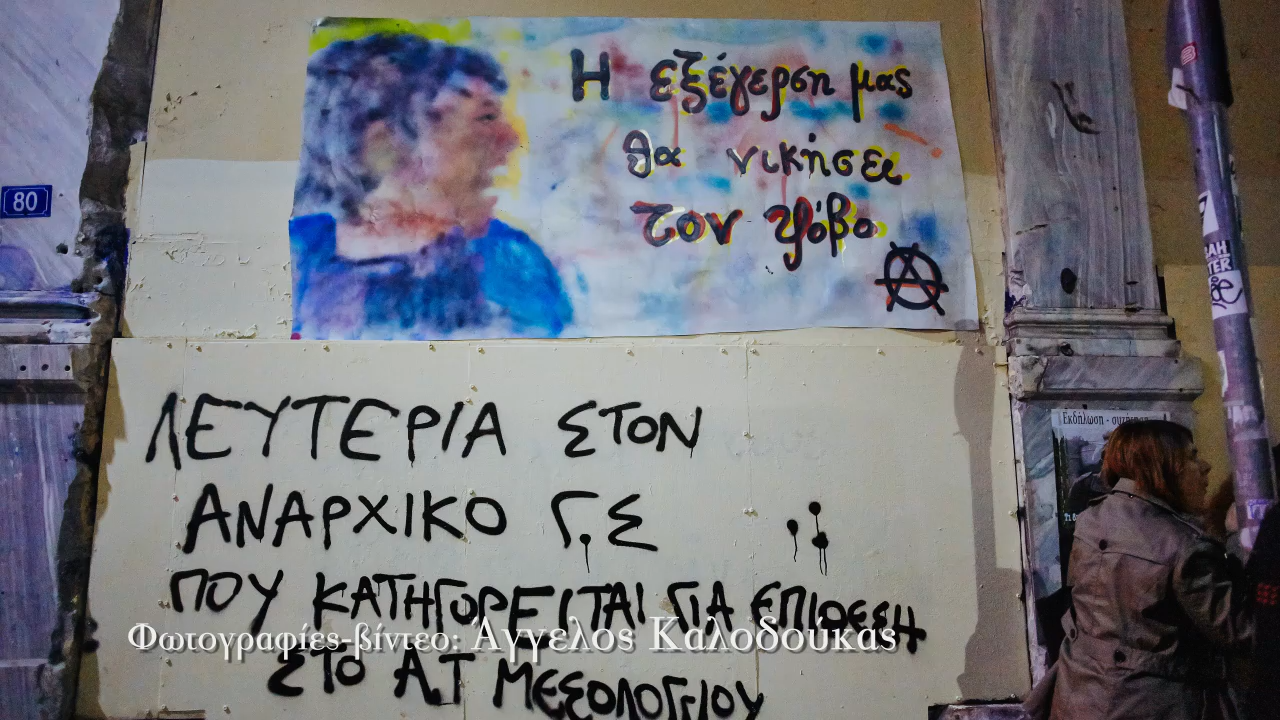 80
Η εξέγερση μας
θα νικήσει
τον φόβο
ΛΕΥΤΕΡΙΑ ΣΤΟΝ
ΑΝΑΡΧΙΚΟ Γ.Σ
ΠΟΥ ΚΑΤΗΓΟΡΕΙΤΑΙ ΓΙΑ ΕΠΙΘΕΣΗ
ΣΤΟ Α.Τ ΜΕΣΟΛΟΓΓΙΟΥ
Φωτογραφίες-βίντεο: Άγγελος Καλοδούκας
Εκδήλωση -